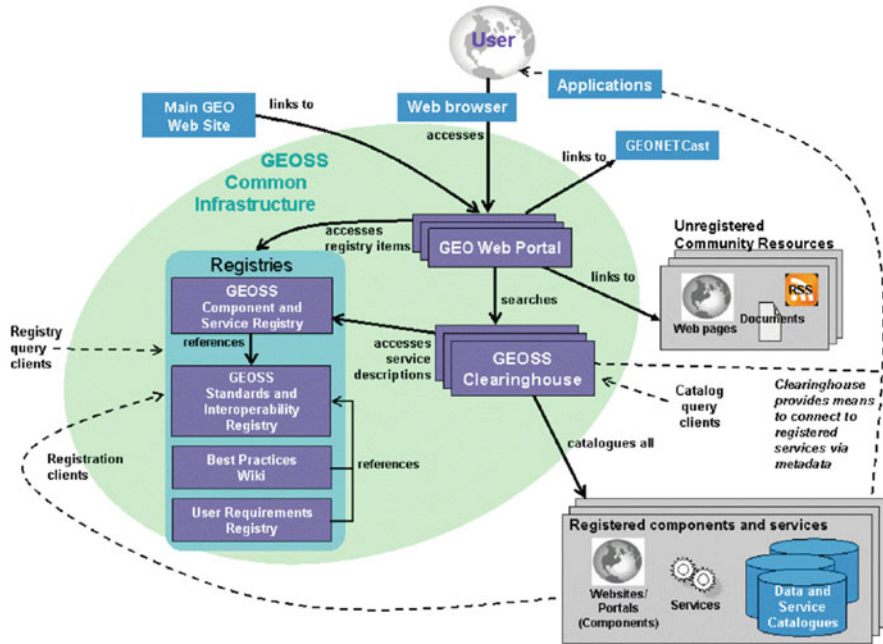 User
Applications
Main GEO
Web Site
links to
Web browser
accesses
GEONETCast
links to
GEOSS
Common
Infrastructure
Unregistered
Community Resources
accesses
registry items
GEO Web Portal
Registries
links to
RSS
Web pages
Documents
GEOSS
Component and
Service Registry
searches
Registry
query
clients
references
accesses
service
descriptions
GEOSS
Clearinghouse
GEOSS
Standards and
Interoperability
Registry
Catalog
query
clients
Clearinghouse
provides means
to connect to
registered
services via
metadata
Registration
clients
Best Practices
Wiki
references
catalogues all
User Requirements
Registry
Registered components and services
Websites/
Portals
(Components)
Services
Data and
Service
Catalogues